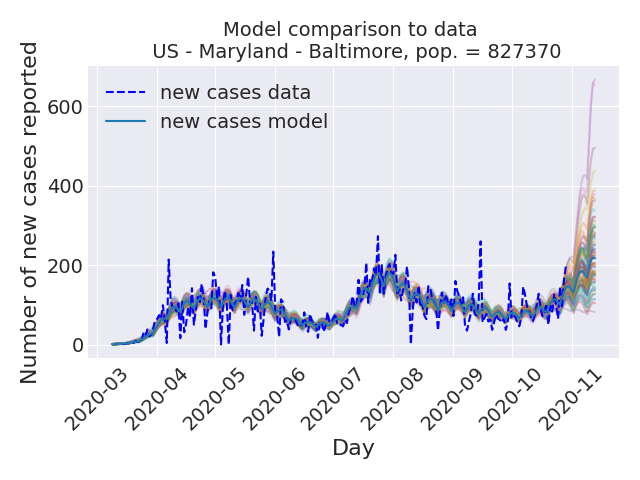 Model comparison to data
US - Maryland - Baltimore, pop. = 827370
Number of new cases reported
600
400
200
0
new cases data
new cases model
2020-03
2020-04
2020-05
2020-06
2020-07
2020-08
2020-09
2020-10
2020-11
Day